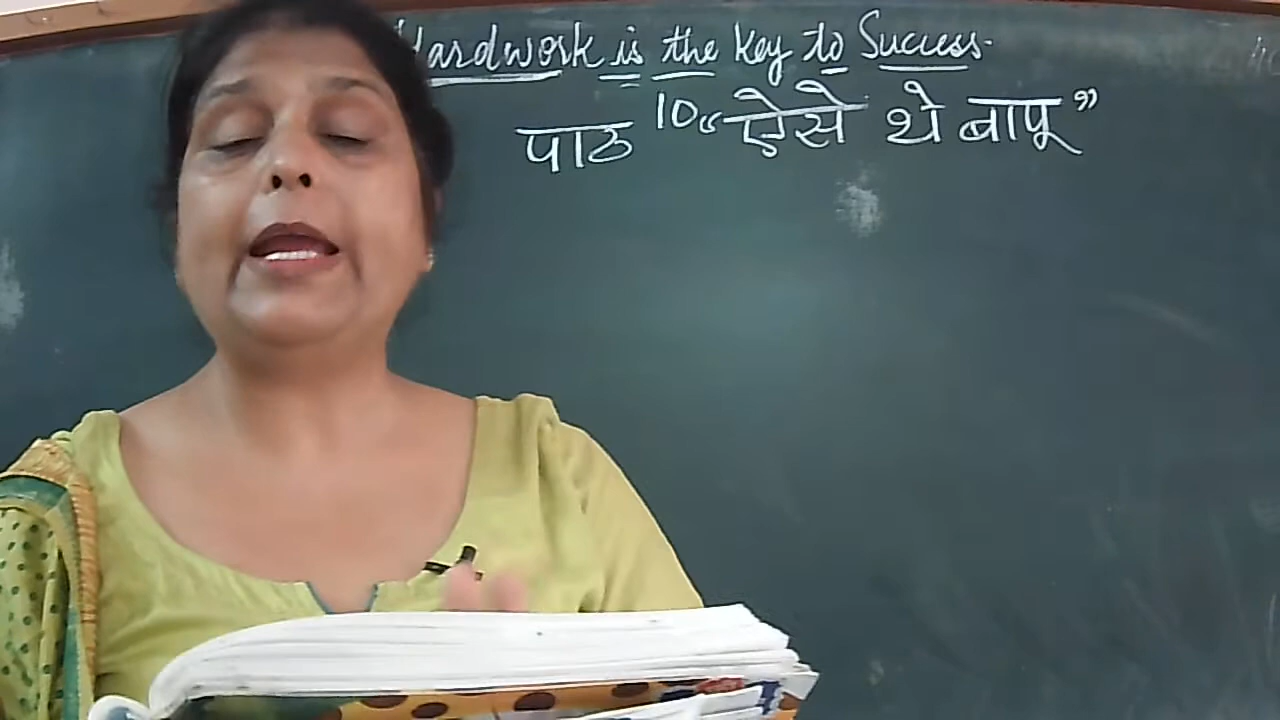 Hardwork is the Key to Success.
पाठ 10 "ऐसे थे बापू"